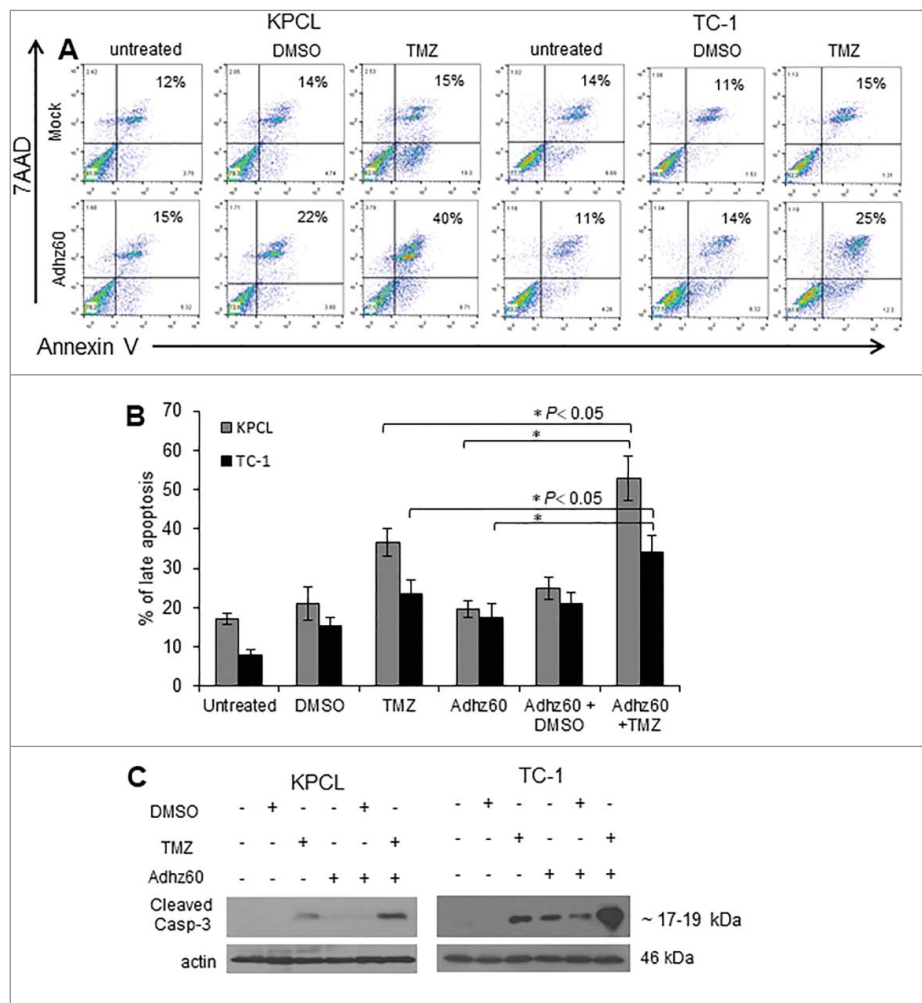 KPCL TC-1
A untreated DMSO TMZ untreated DMSO TMZ
7AAD
Mock
12% 14% 15% 14% 11% 15%
Adhz60
15% 22% 40% 11% 14% 25%
Annexin V
B
% of late apoptosis
70
60
50
40
30
20
10
0
KPCL
TC-1
* P< 0.05
*
* P< 0.05
*
Untreated DMSO TMZ Adhz60 Adhz60 + Adhz60
DMSO +TMZ
C
KPCL TC-1
DMSO - + - - + - - + - - + -
TMZ - - + - - + - - + - - +
Adhz60 - - - + + + - - - + + +
Cleaved
Casp-3 ~ 17-19 kDa
actin 46 kDa